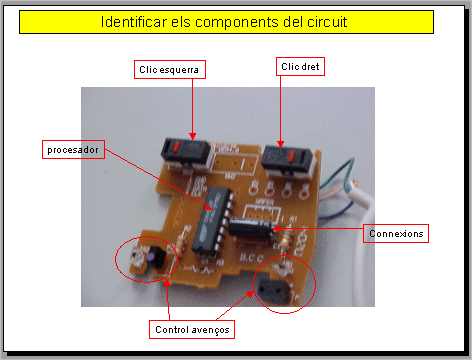 Identificar els components del circuit
Clic esquerra
Clic dret
procesador
Connexions
Control avenços
B.C.C